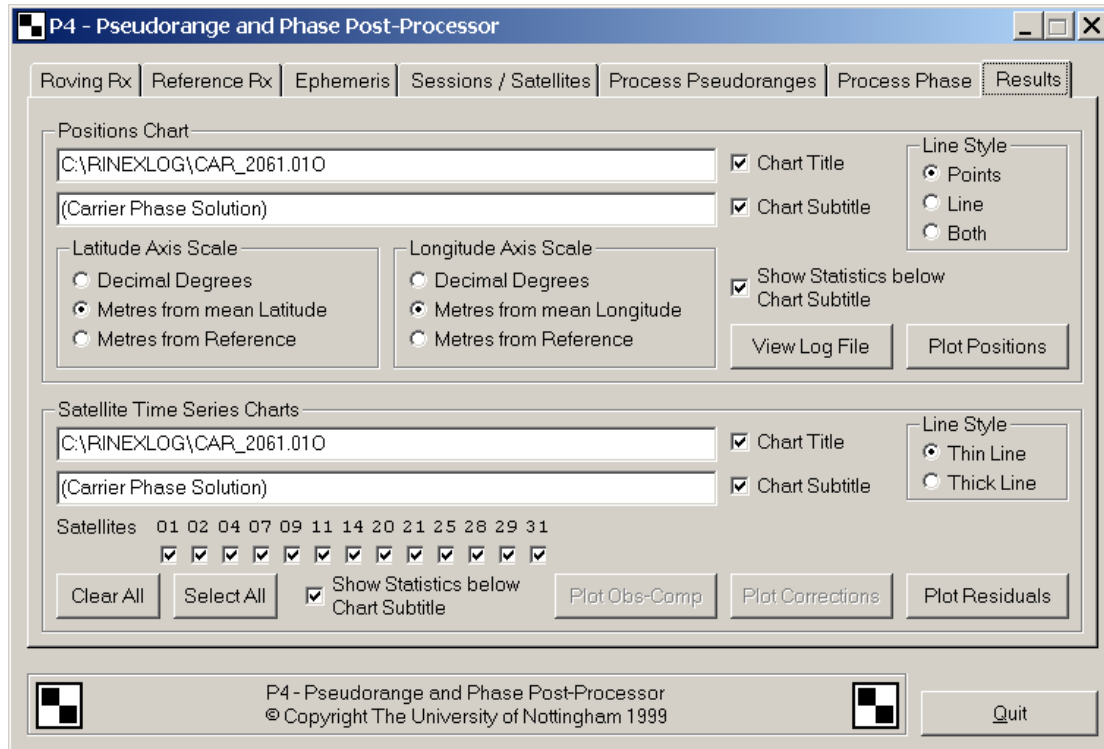 P4 - Pseudorange and Phase Post-Processor
Roving Rx Reference Rx Ephemeris Sessions / Satellites Process Pseudoranges Process Phase Results
Positions Chart
C:\RINEXLOG\CAR_2061.01O
Chart Title
(Carrier Phase Solution)
Chart Subtitle
Line Style
Points
Line
Both
Latitude Axis Scale
Decimal Degrees
Metres from mean Latitude
Metres from Reference
Longitude Axis Scale
Decimal Degrees
Metres from mean Longitude
Metres from Reference
Show Statistics below
Chart Subtitle
View Log File
Plot Positions
Satellite Time Series Charts
C:\RINEXLOG\CAR_2061.01O
Chart Title
(Carrier Phase Solution)
Chart Subtitle
Line Style
Thin Line
Thick Line
Satellites 01 02 04 07 09 11 14 20 21 25 28 29 31
Clear All
Select All
Show Statistics below
Chart Subtitle
Plot Obs-Comp
Plot Corrections
Plot Residuals
P4 - Pseudorange and Phase Post-Processor
© Copyright The University of Nottingham 1999
Quit